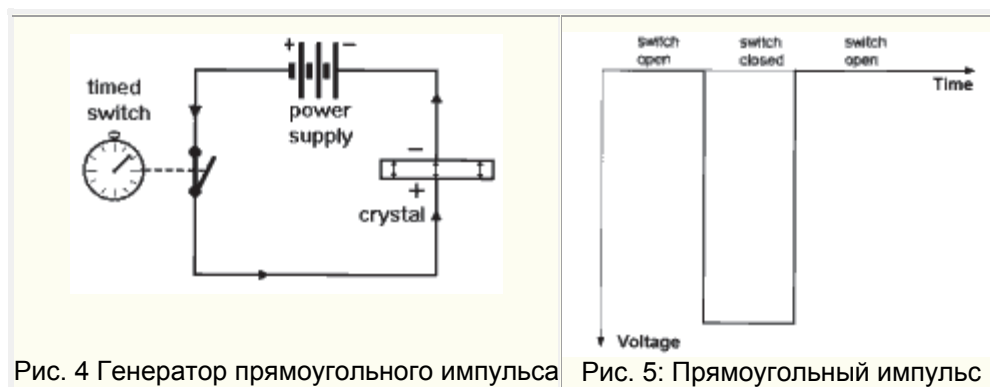 + −
power
supply
timed
switch
−
+
crystal
Рис. 4 Генератор прямоугольного импульса
switch
open
switch
closed
switch
open
Time
Voltage
Рис. 5: Прямоугольный импульс